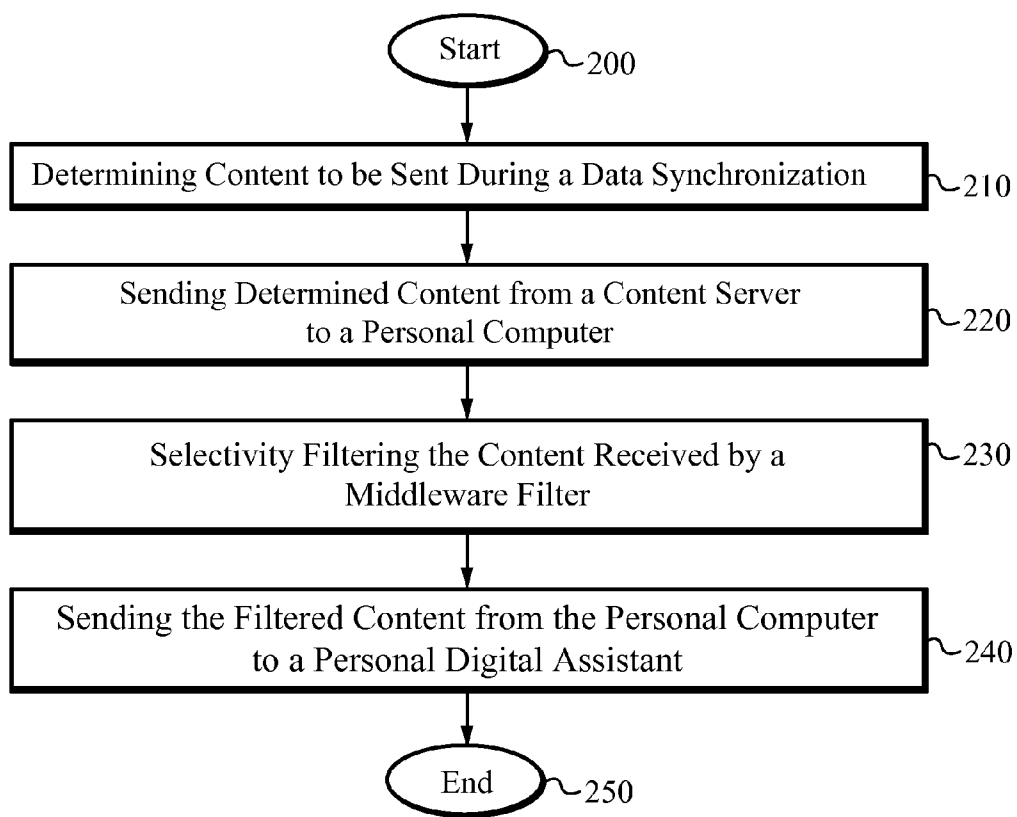 Start
200
Determining Content to be Sent During a Data Synchronization
210
Sending Determined Content from a Content Server
to a Personal Computer
220
Selectivity Filtering the Content Received by a
Middleware Filter
230
Sending the Filtered Content from the Personal Computer
to a Personal Digital Assistant
240
End
250